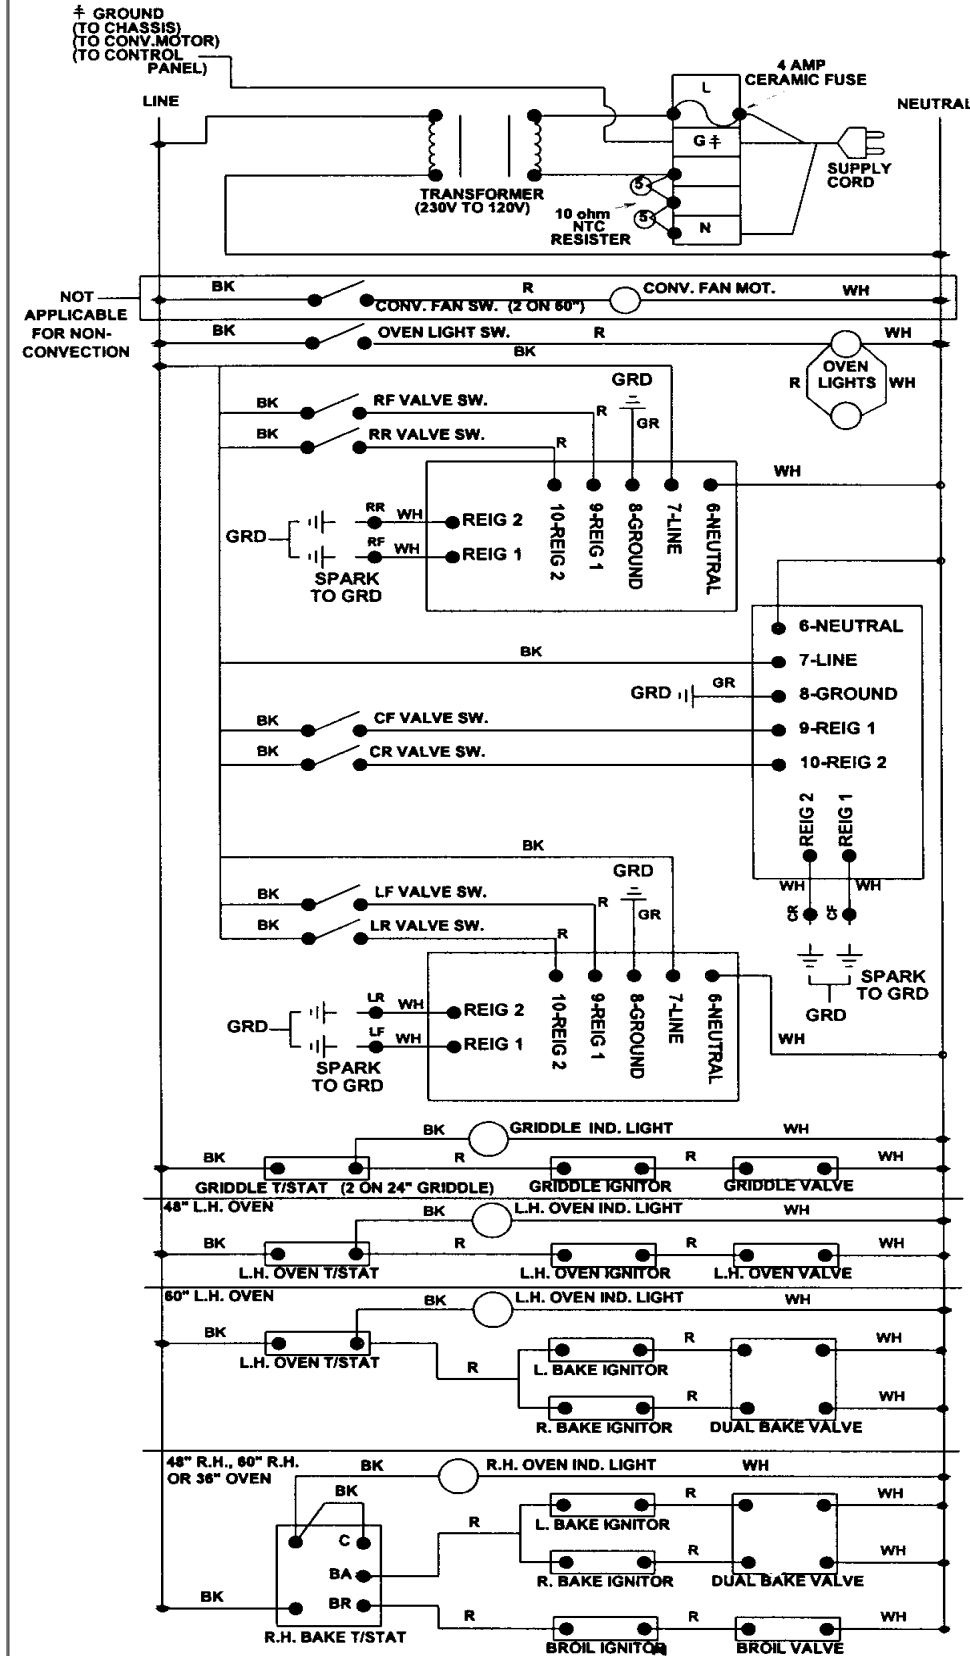 ⏚ GROUND
(TO CHASSIS)
(TO CONV.MOTOR)
(TO CONTROL
PANEL)
LINE
4 AMP
CERAMIC FUSE
NEUTRAL
L
G ⏚
N
SUPPLY
CORD
TRANSFORMER
(230V TO 120V)
5
5
10 ohm
NTC
RESISTER
NOT
APPLICABLE
FOR NON-
CONVECTION
BK
CONV. FAN SW. (2 ON 60")
R
CONV. FAN MOT.
WH
BK
OVEN LIGHT SW.
R
WH
BK
R
OVEN
LIGHTS
WH
GRD
GR
BK
RF VALVE SW.
R
BK
RR VALVE SW.
R
WH
10-REIG 2
9-REIG 1
8-GROUND
7-LINE
6-NEUTRAL
GRD
RR
WH
REIG 2
RF
WH
REIG 1
SPARK
TO GRD
6-NEUTRAL
BK
7-LINE
GRD
GR
8-GROUND
BK
CF VALVE SW.
9-REIG 1
BK
CR VALVE SW.
10-REIG 2
REIG 2
REIG 1
WH
WH
CR
CF
SPARK
TO GRD
GRD
BK
GRD
GR
BK
LF VALVE SW.
R
BK
LR VALVE SW.
R
10-REIG 2
9-REIG 1
8-GROUND
7-LINE
6-NEUTRAL
WH
GRD
LR
WH
REIG 2
LF
WH
REIG 1
SPARK
TO GRD
BK
GRIDDLE IND. LIGHT
WH
BK
R
R
WH
GRIDDLE T/STAT (2 ON 24" GRIDDLE)
GRIDDLE IGNITOR
GRIDDLE VALVE
48" L.H. OVEN
BK
L.H. OVEN IND. LIGHT
WH
BK
R
R
WH
L.H. OVEN T/STAT
L.H. OVEN IGNITOR
L.H. OVEN VALVE
60" L.H. OVEN
BK
L.H. OVEN IND. LIGHT
WH
BK
L.H. OVEN T/STAT
R
L. BAKE IGNITOR
R
WH
R. BAKE IGNITOR
R
DUAL BAKE VALVE
WH
48" R.H., 60" R.H.
OR 36" OVEN
BK
R.H. OVEN IND. LIGHT
WH
BK
C
BA
BR
BK
R.H. BAKE T/STAT
R
L. BAKE IGNITOR
R
WH
R. BAKE IGNITOR
R
DUAL BAKE VALVE
WH
R
BROIL IGNITOR
R
BROIL VALVE
WH